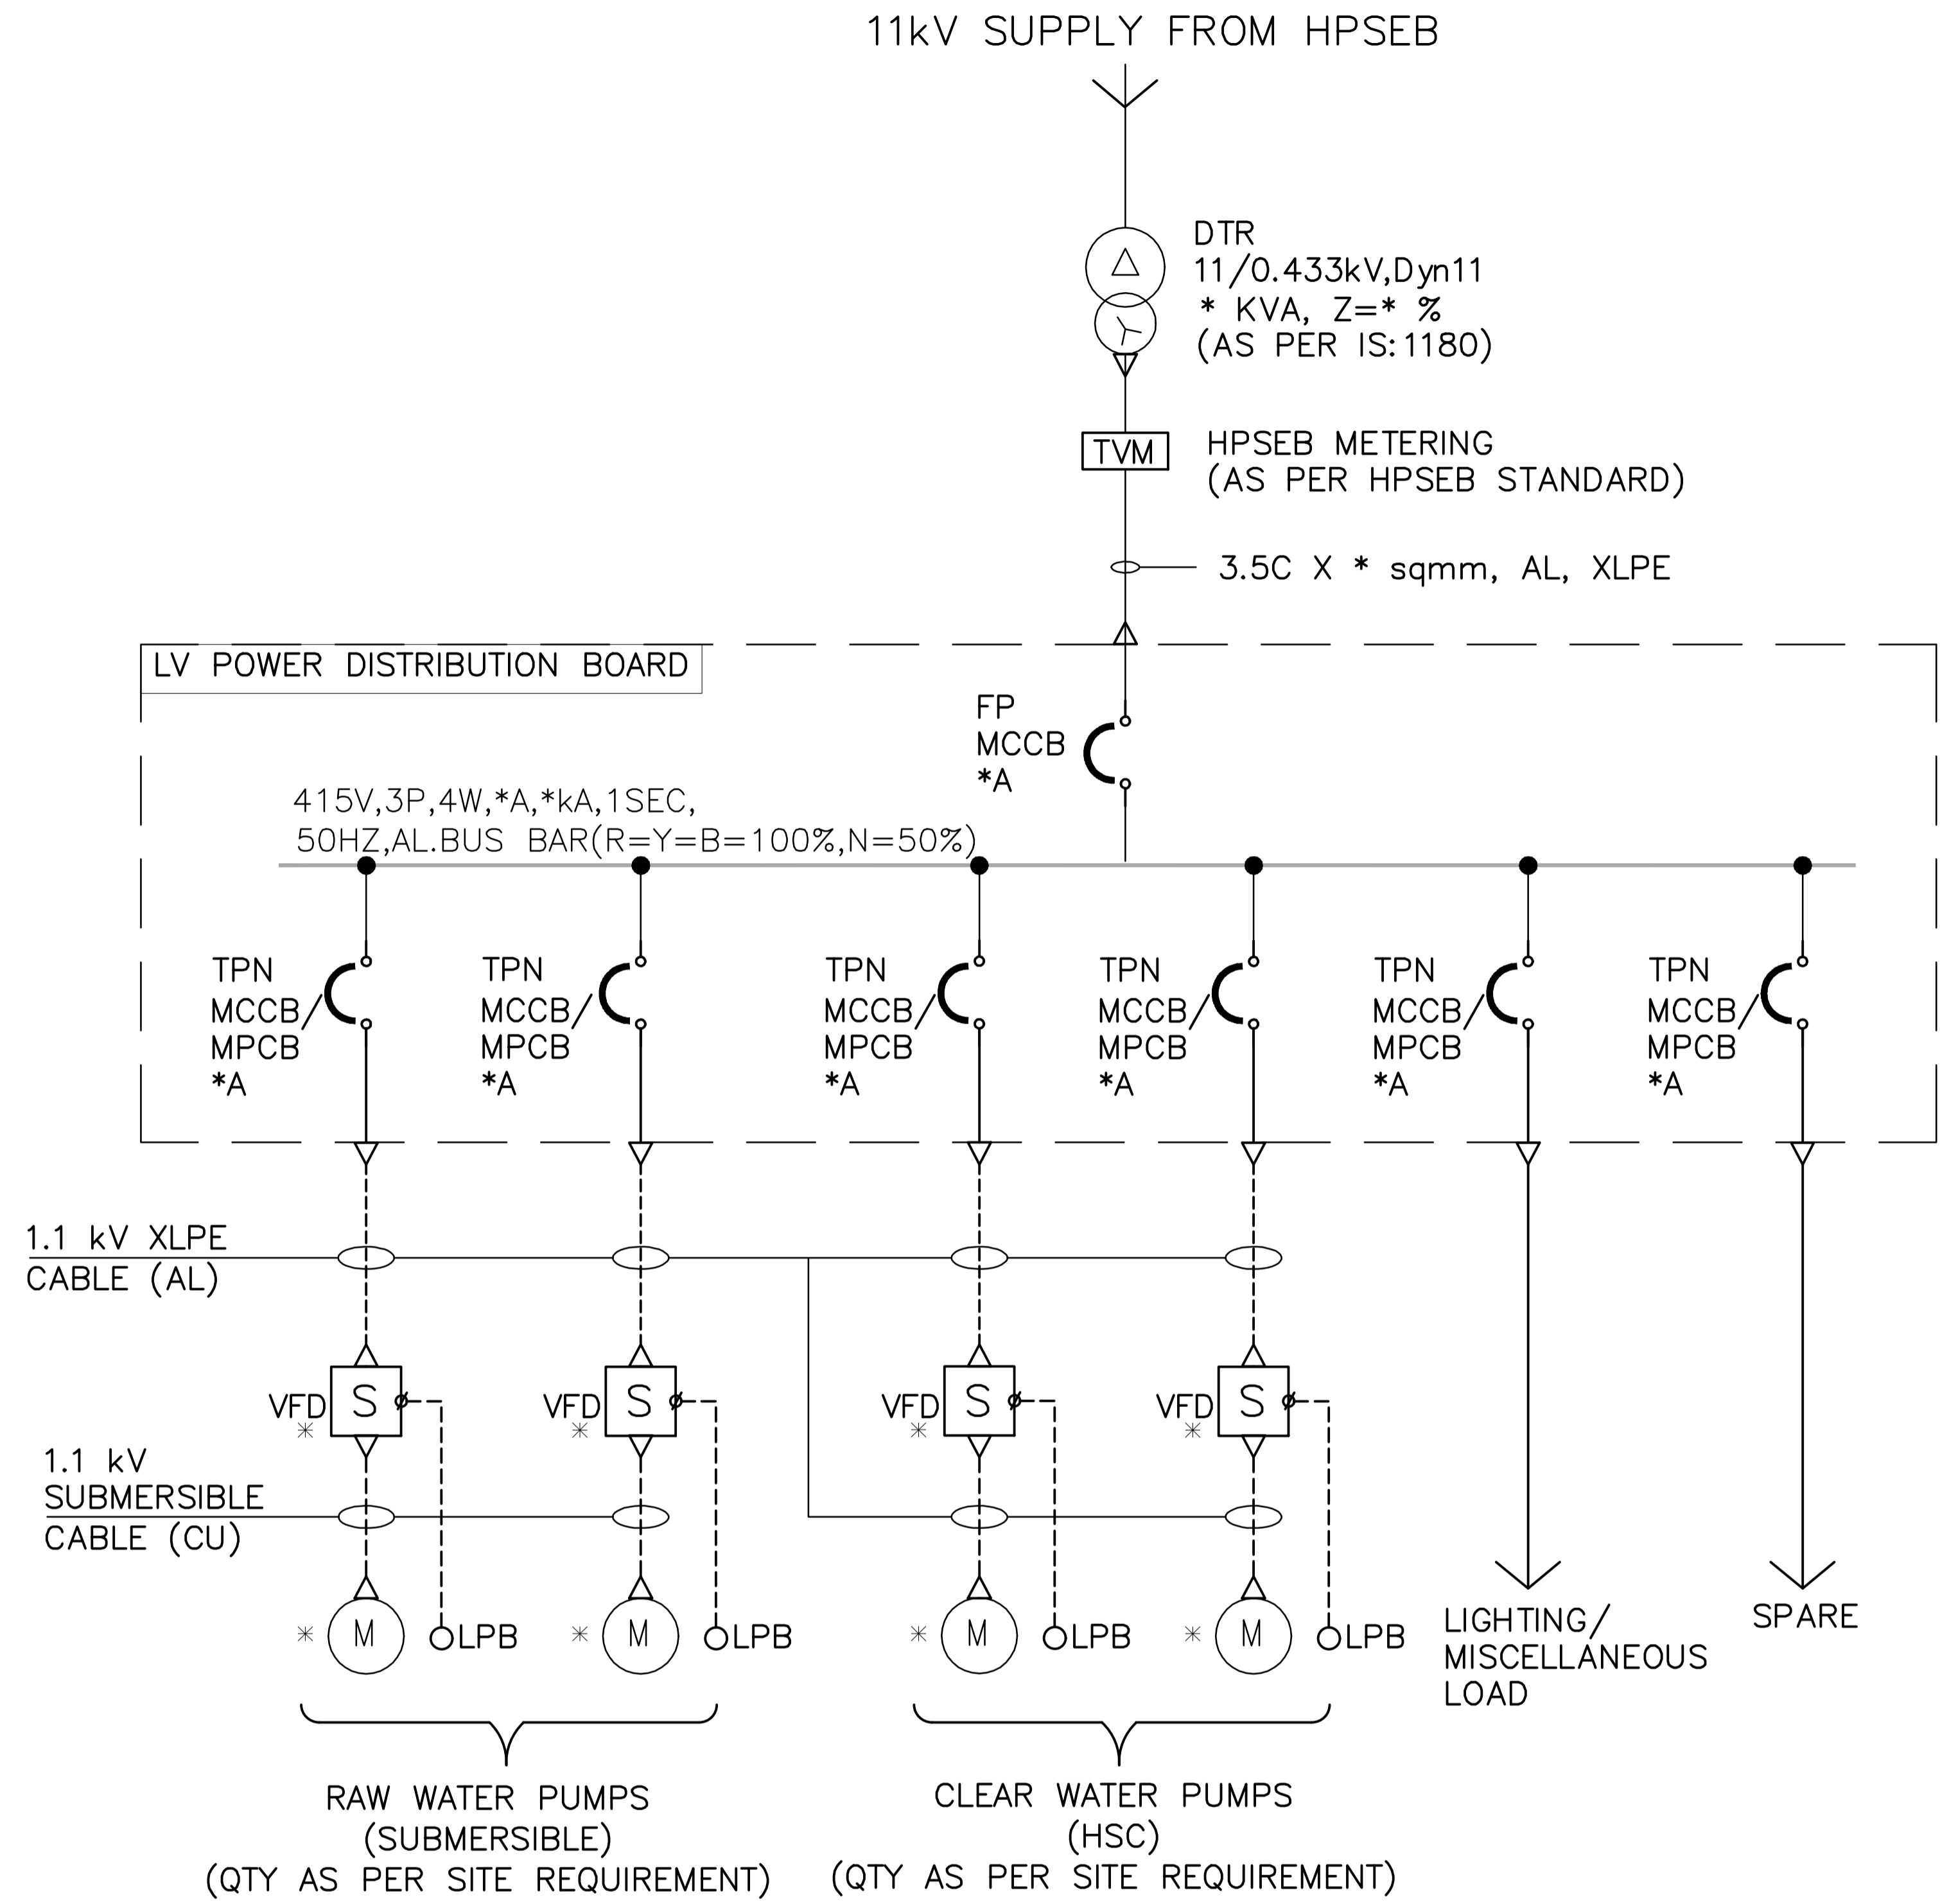 11kV SUPPLY FROM HPSEB
DTR
11/0.433kV,Dyn11
* KVA, Z=* %
(AS PER IS:1180)
TVM
HPSEB METERING
(AS PER HPSEB STANDARD)
3.5C X * sqmm, AL, XLPE
LV POWER DISTRIBUTION BOARD
FP
MCCB
*A
415V,3P,4W,*A,*kA,1SEC,
50HZ,AL.BUS BAR(R=Y=B=100%,N=50%)
TPN
MCCB/
MPCB
*A
TPN
MCCB/
MPCB
*A
TPN
MCCB/
MPCB
*A
TPN
MCCB/
MPCB
*A
TPN
MCCB/
MPCB
*A
TPN
MCCB/
MPCB
*A
1.1 kV XLPE
CABLE (AL)
VFD
*
S
VFD
*
S
VFD
*
S
VFD
*
S
1.1 kV
SUBMERSIBLE
CABLE (CU)
* M LPB
* M LPB
* M LPB
* M LPB
LIGHTING/
MISCELLANEOUS
LOAD
SPARE
RAW WATER PUMPS
(SUBMERSIBLE)
(QTY AS PER SITE REQUIREMENT)
CLEAR WATER PUMPS
(HSC)
(QTY AS PER SITE REQUIREMENT)